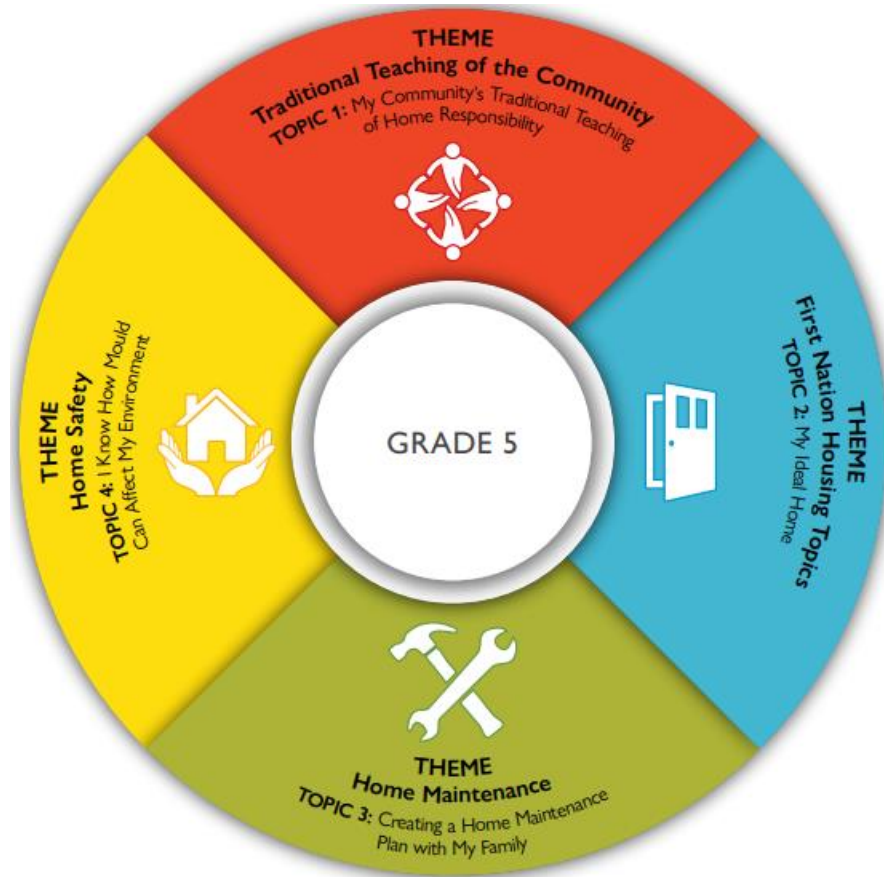 THEME
Traditional Teaching of the Community
TOPIC 1: My Community's Traditional Teaching
of Home Responsibility
THEME
First Nation Housing Topics
TOPIC 2: My Ideal Home
THEME
Home Maintenance
TOPIC 3: Creating a Home Maintenance
Plan with My Family
THEME
Home Safety
TOPIC 4: I Know How Mould
Can Affect My Environment
GRADE 5